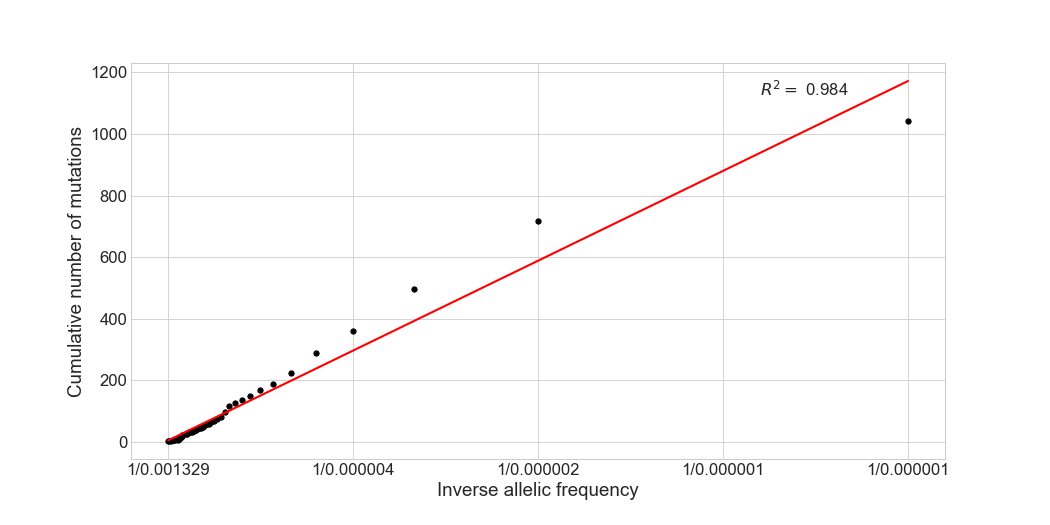 1200
1000
800
600
400
200
0
Cumulative number of mutations
R² = 0.984
1/0.001329 1/0.000004 1/0.000002 1/0.000001 1/0.000001
Inverse allelic frequency